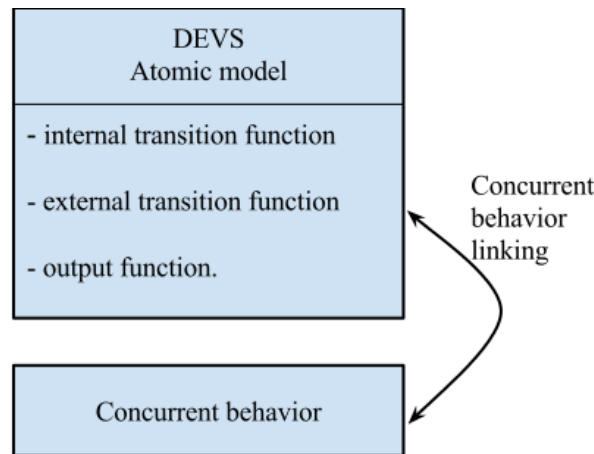 DEVS
Atomic model
- internal transition function
- external transition function
- output function.
Concurrent
behavior
linking
Concurrent behavior